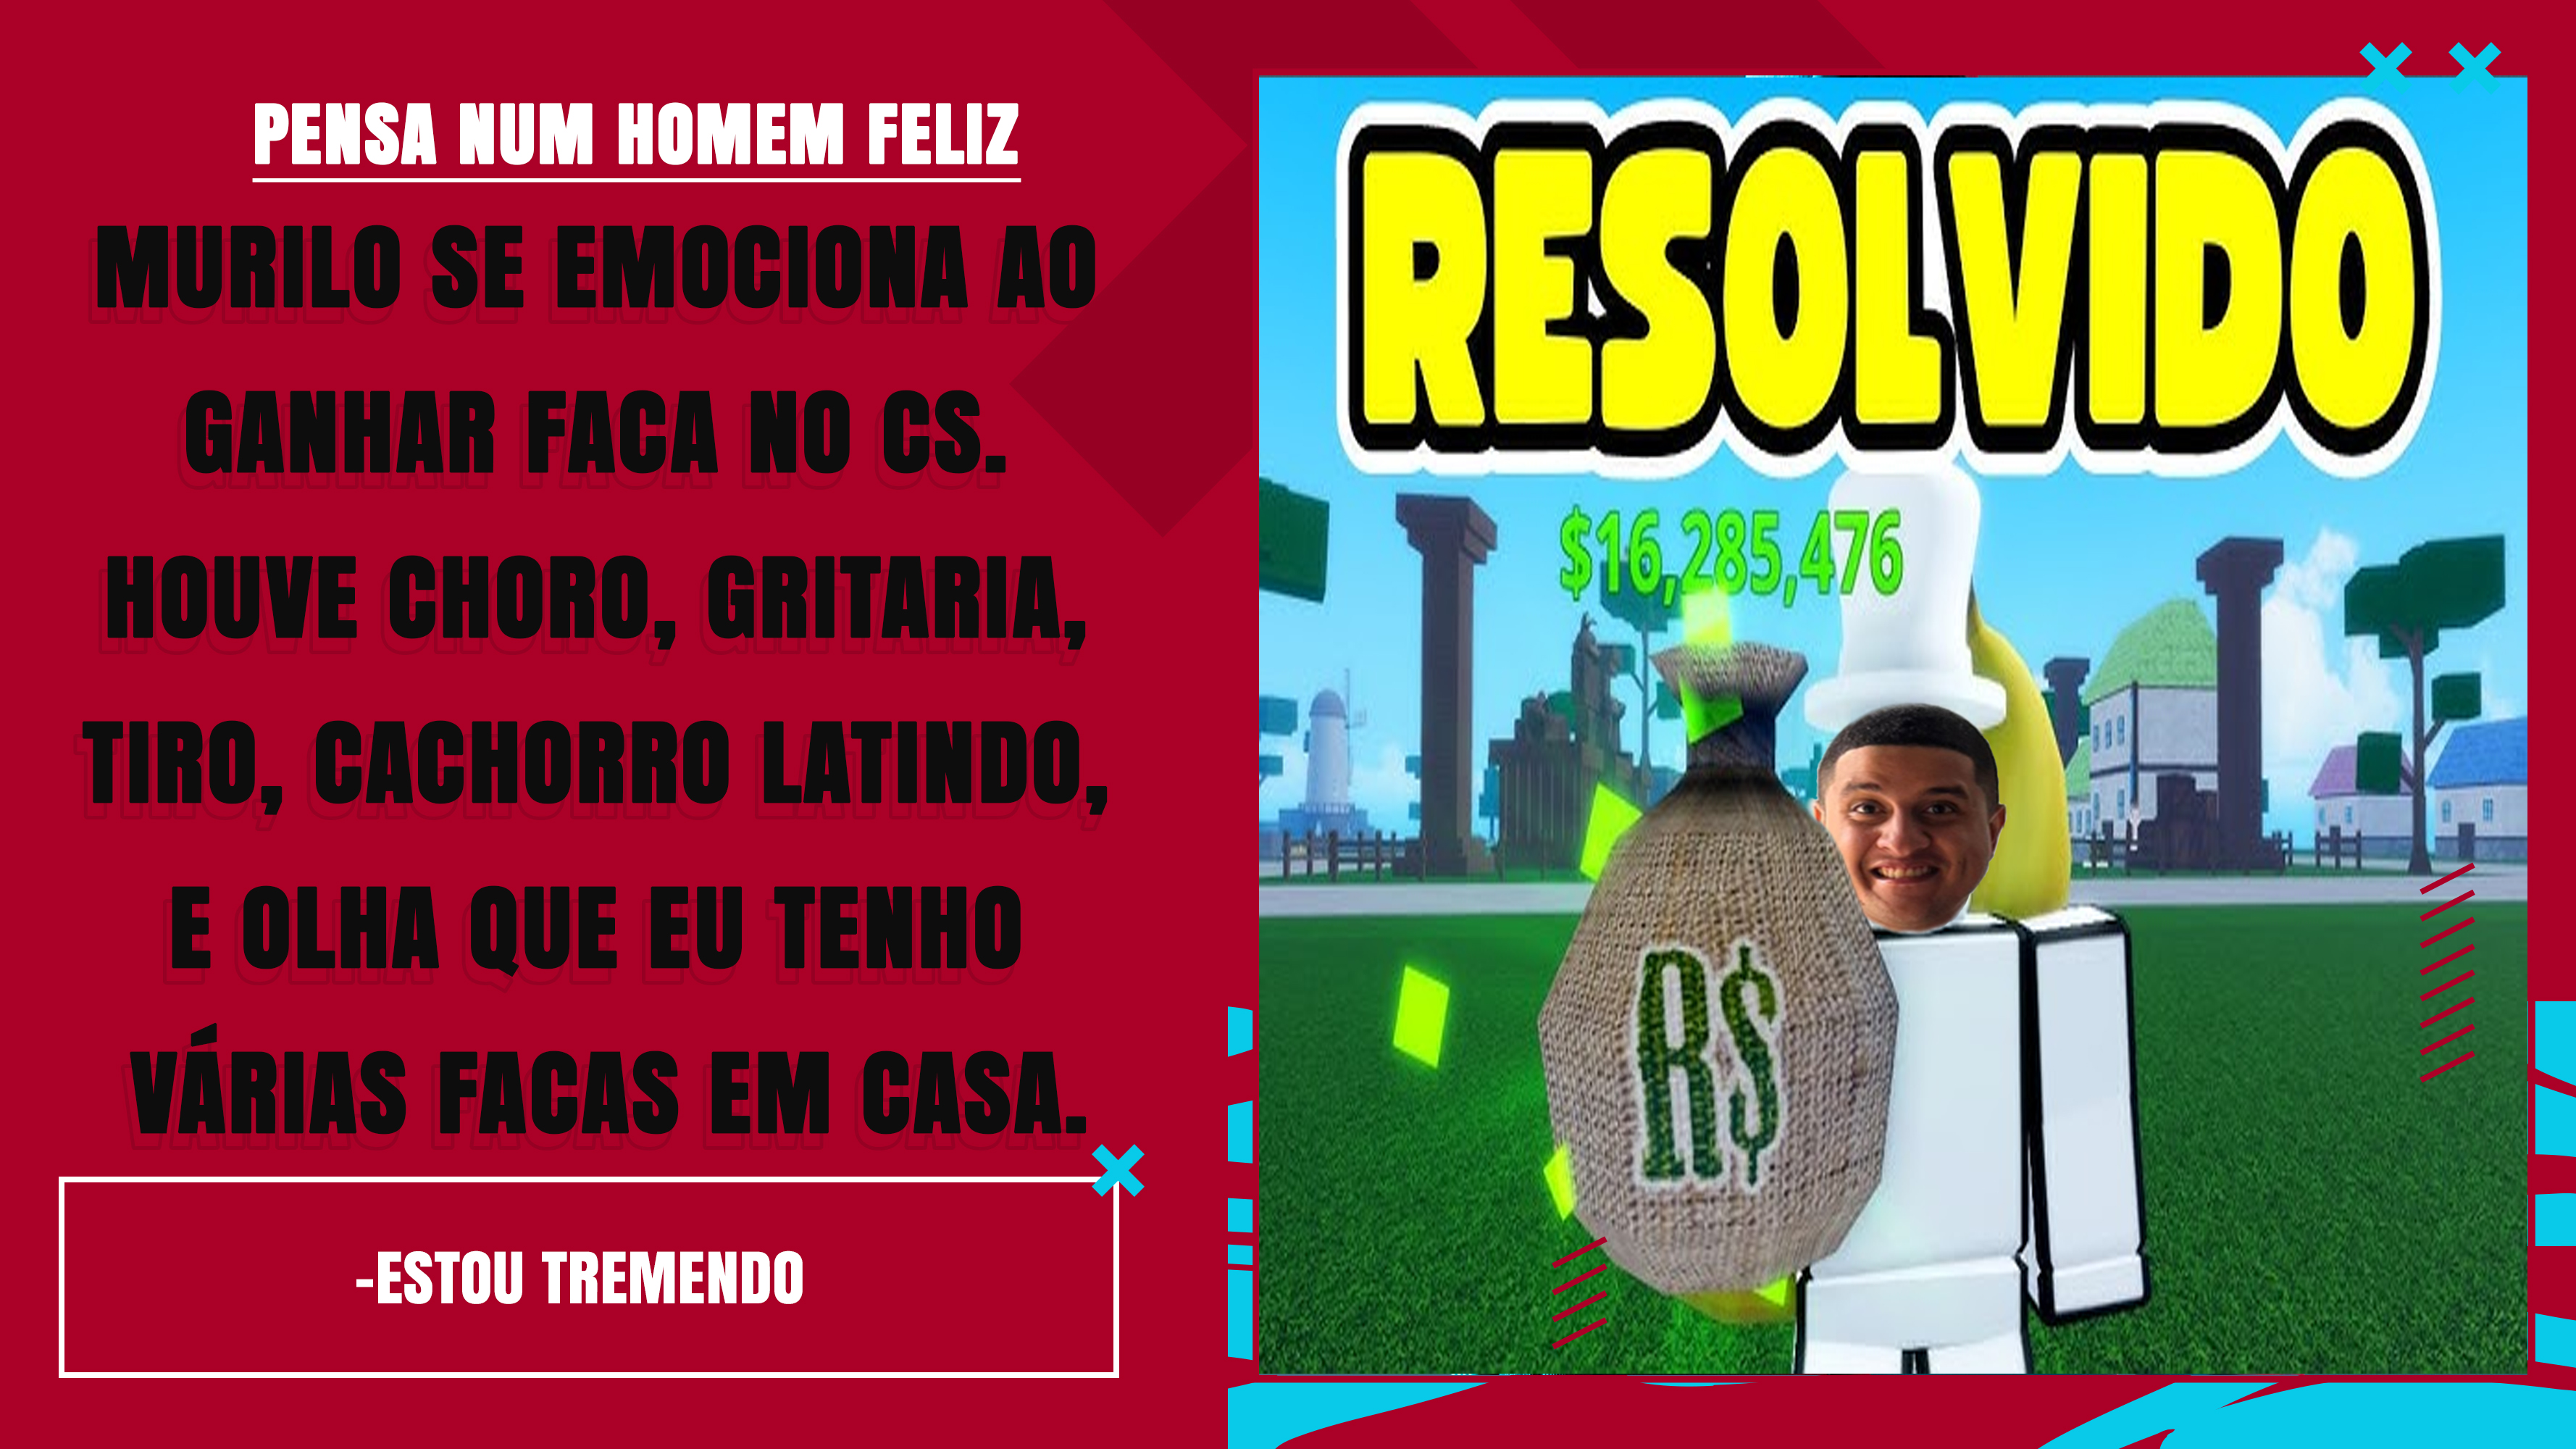 PENSA NUM HOMEM FELIZ
MURILO SE EMOCIONA AO
GANHAR FACA NO CS.
HOUVE CHORO, GRITARIA,
TIRO, CACHORRO LATINDO,
E OLHA QUE EU TENHO
VÁRIAS FACAS EM CASA.
-ESTOU TREMENDO
RESOLVIDO
$16,285,476
R$